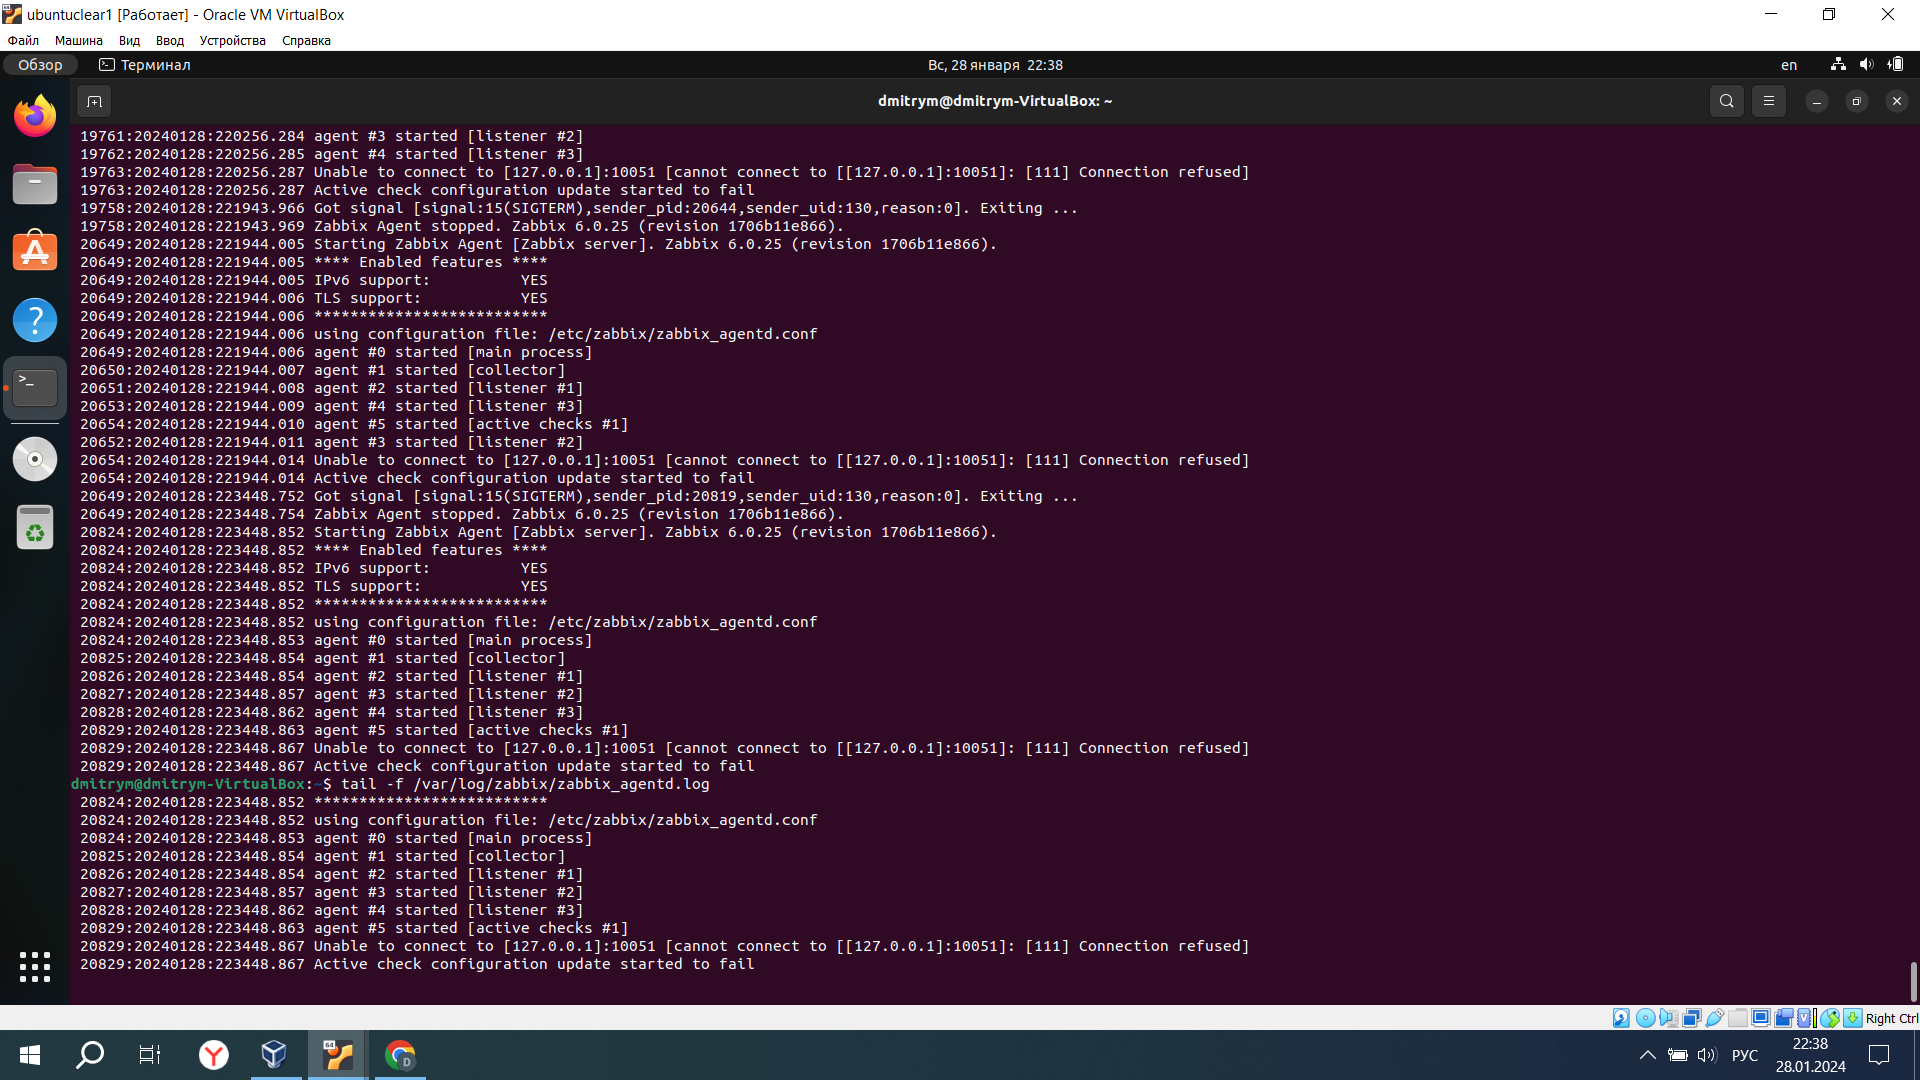 ubuntuclear1 [Работает] - Oracle VM VirtualBox
Файл Машина Вид Ввод Устройства Справка
Обзор Терминал Вс, 28 января 22:38 en
dmitrym@dmitrym-VirtualBox: ~
19761:20240128:220256.284 agent #3 started [listener #2]
19762:20240128:220256.285 agent #4 started [listener #3]
19763:20240128:220256.287 Unable to connect to [127.0.0.1]:10051 [cannot connect to [[127.0.0.1]:10051]: [111] Connection refused]
19763:20240128:220256.287 Active check configuration update started to fail
19758:20240128:221943.966 Got signal [signal:15(SIGTERM),sender_pid:20644,sender_uid:130,reason:0]. Exiting ...
19758:20240128:221943.969 Zabbix Agent stopped. Zabbix 6.0.25 (revision 1706b11e866).
20649:20240128:221944.005 Starting Zabbix Agent [Zabbix server]. Zabbix 6.0.25 (revision 1706b11e866).
20649:20240128:221944.005 **** Enabled features ****
20649:20240128:221944.005 IPv6 support:          YES
20649:20240128:221944.006 TLS support:           YES
20649:20240128:221944.006 **************************
20649:20240128:221944.006 using configuration file: /etc/zabbix/zabbix_agentd.conf
20649:20240128:221944.006 agent #0 started [main process]
20650:20240128:221944.007 agent #1 started [collector]
20651:20240128:221944.008 agent #2 started [listener #1]
20653:20240128:221944.009 agent #4 started [listener #3]
20654:20240128:221944.010 agent #5 started [active checks #1]
20652:20240128:221944.011 agent #3 started [listener #2]
20654:20240128:221944.014 Unable to connect to [127.0.0.1]:10051 [cannot connect to [[127.0.0.1]:10051]: [111] Connection refused]
20654:20240128:221944.014 Active check configuration update started to fail
20649:20240128:223448.752 Got signal [signal:15(SIGTERM),sender_pid:20819,sender_uid:130,reason:0]. Exiting ...
20649:20240128:223448.754 Zabbix Agent stopped. Zabbix 6.0.25 (revision 1706b11e866).
20824:20240128:223448.852 Starting Zabbix Agent [Zabbix server]. Zabbix 6.0.25 (revision 1706b11e866).
20824:20240128:223448.852 **** Enabled features ****
20824:20240128:223448.852 IPv6 support:          YES
20824:20240128:223448.852 TLS support:           YES
20824:20240128:223448.852 **************************
20824:20240128:223448.852 using configuration file: /etc/zabbix/zabbix_agentd.conf
20824:20240128:223448.853 agent #0 started [main process]
20825:20240128:223448.854 agent #1 started [collector]
20826:20240128:223448.854 agent #2 started [listener #1]
20827:20240128:223448.857 agent #3 started [listener #2]
20828:20240128:223448.862 agent #4 started [listener #3]
20829:20240128:223448.863 agent #5 started [active checks #1]
20829:20240128:223448.867 Unable to connect to [127.0.0.1]:10051 [cannot connect to [[127.0.0.1]:10051]: [111] Connection refused]
20829:20240128:223448.867 Active check configuration update started to fail
dmitrym@dmitrym-VirtualBox:~$ tail -f /var/log/zabbix/zabbix_agentd.log
20824:20240128:223448.852 **************************
20824:20240128:223448.852 using configuration file: /etc/zabbix/zabbix_agentd.conf
20824:20240128:223448.853 agent #0 started [main process]
20825:20240128:223448.854 agent #1 started [collector]
20826:20240128:223448.854 agent #2 started [listener #1]
20827:20240128:223448.857 agent #3 started [listener #2]
20828:20240128:223448.862 agent #4 started [listener #3]
20829:20240128:223448.863 agent #5 started [active checks #1]
20829:20240128:223448.867 Unable to connect to [127.0.0.1]:10051 [cannot connect to [[127.0.0.1]:10051]: [111] Connection refused]
20829:20240128:223448.867 Active check configuration update started to fail
Right Ctrl
РУС
22:38
28.01.2024